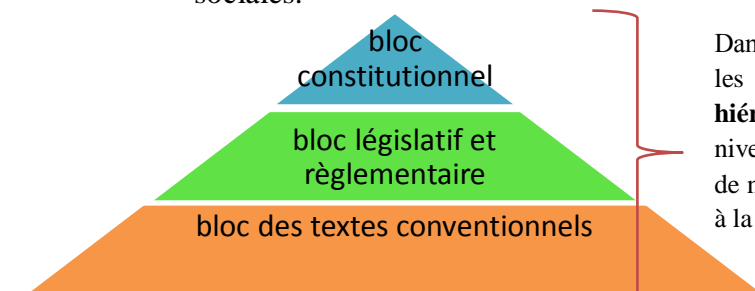 sociales.
bloc
constitutionnel
bloc législatif et
règlementaire
bloc des textes conventionnels
Dan
les
hiér
nive
de
à la